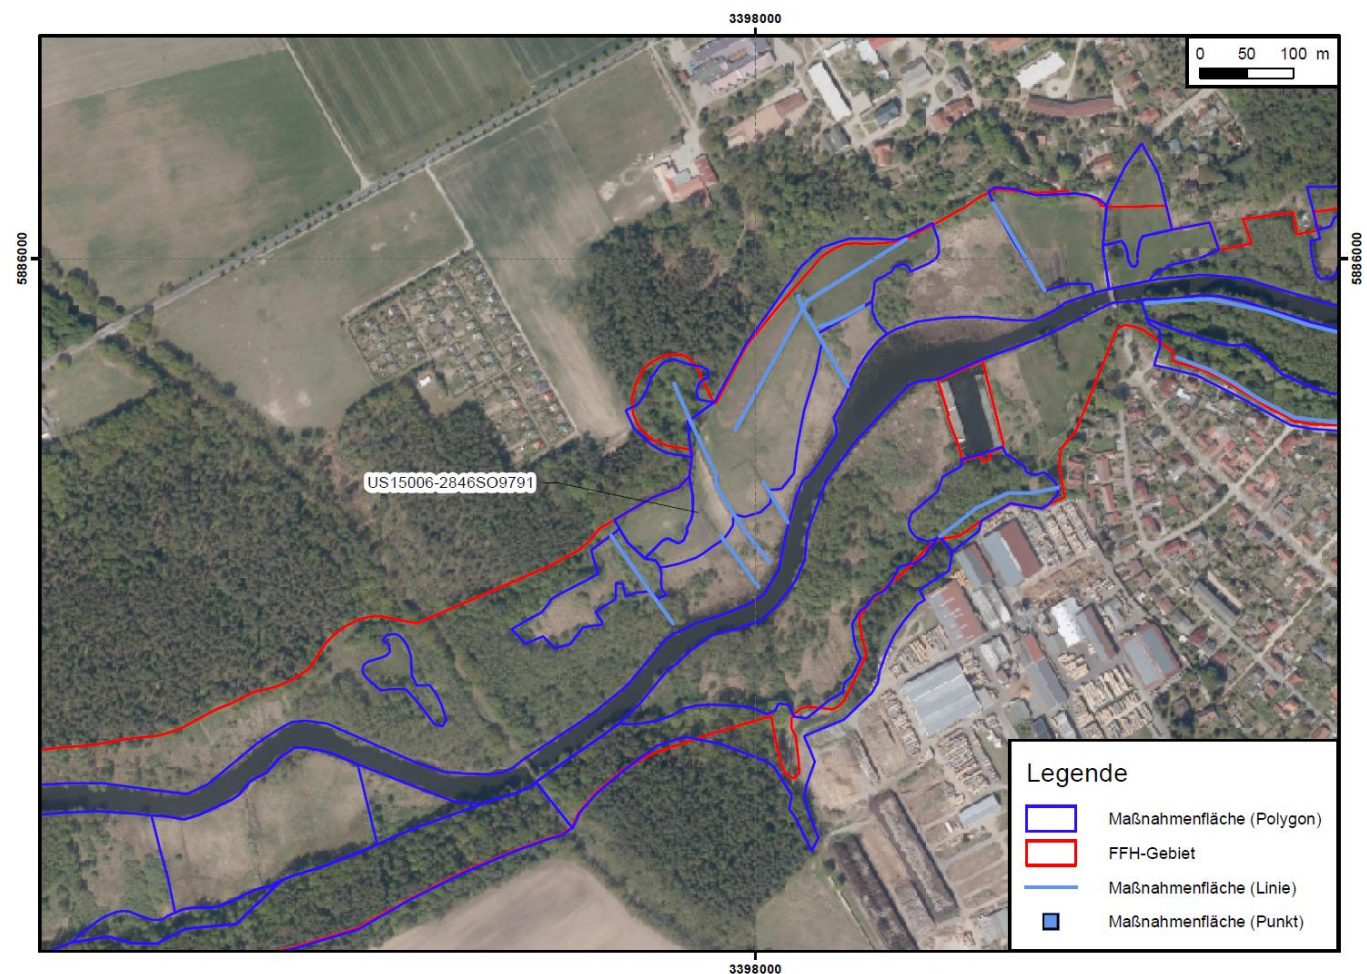 3398000
0 50 100 m
5886000
5886000
US15006-2846SO9791
Legende
Maßnahmenfläche (Polygon)
FFH-Gebiet
Maßnahmenfläche (Linie)
Maßnahmenfläche (Punkt)
3398000